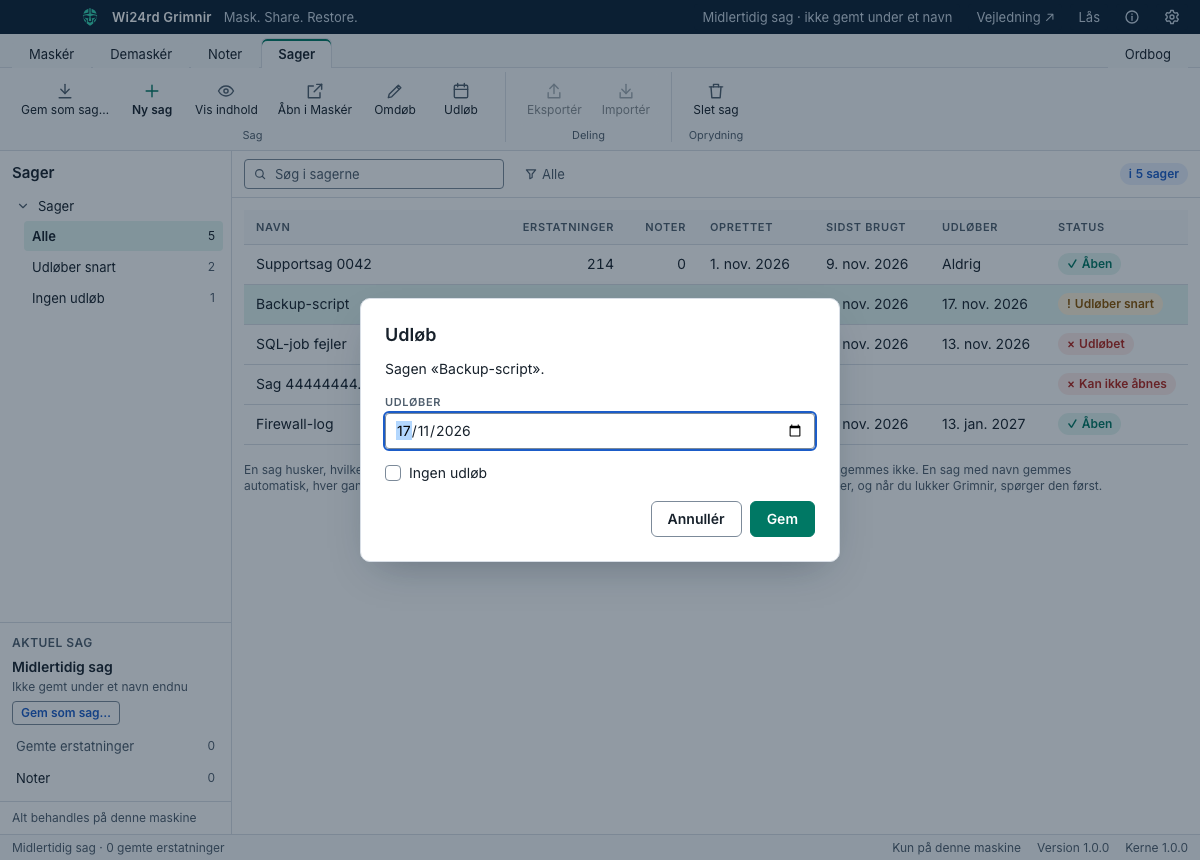 Wi24rd Grimnir Mask. Share. Restore. Midlertidig sag · ikke gemt under et navn Vejledning ↗ Lås
Maskér Demaskér Noter Sager Ordbog
Gem som sag... Ny sag Vis indhold Åbn i Maskér Omdøb Udløb Eksportér Importér Slet sag
Sag Deling Oprydning
Sager
Søg i sagerne Alle i 5 sager
Sager
Alle 5
Udløber snart 2
Ingen udløb 1
NAVN ERSTATNINGER NOTER OPRETTET SIDST BRUGT UDLØBER STATUS
Supportsag 0042 214 0 1. nov. 2026 9. nov. 2026 Aldrig ✓ Åben
Backup-script nov. 2026 17. nov. 2026 ! Udløber snart
SQL-job fejler nov. 2026 13. nov. 2026 × Udløbet
Sag 44444444. nov. 2026 × Kan ikke åbnes
Firewall-log nov. 2026 13. jan. 2027 ✓ Åben
En sag husker, gemmes ikke. En sag med navn gemmes
automatisk, hver og når du lukker Grimnir, spørger den først.
Udløb
Sagen «Backup-script».
UDLØBER
17/11/2026
Ingen udløb
Annullér Gem
AKTUEL SAG
Midlertidig sag
Ikke gemt under et navn endnu
Gem som sag...
Gemte erstatninger 0
Noter 0
Alt behandles på denne maskine
Midlertidig sag · 0 gemte erstatninger Kun på denne maskine Version 1.0.0 Kerne 1.0.0